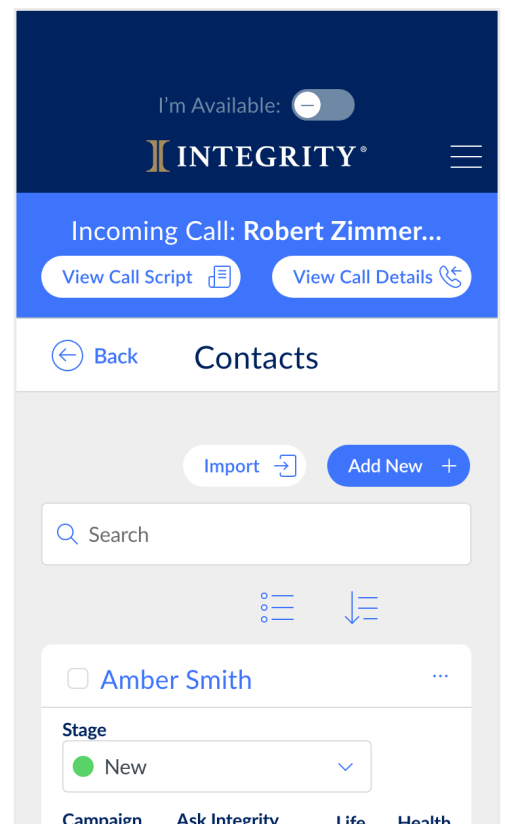 I'm Available:
INTEGRITY®
Incoming Call: Robert Zimmer...
View Call Script View Call Details
Back Contacts
Import Add New +
Search
Amber Smith ...
Stage
New
Campaign Ask Integrity Life Health